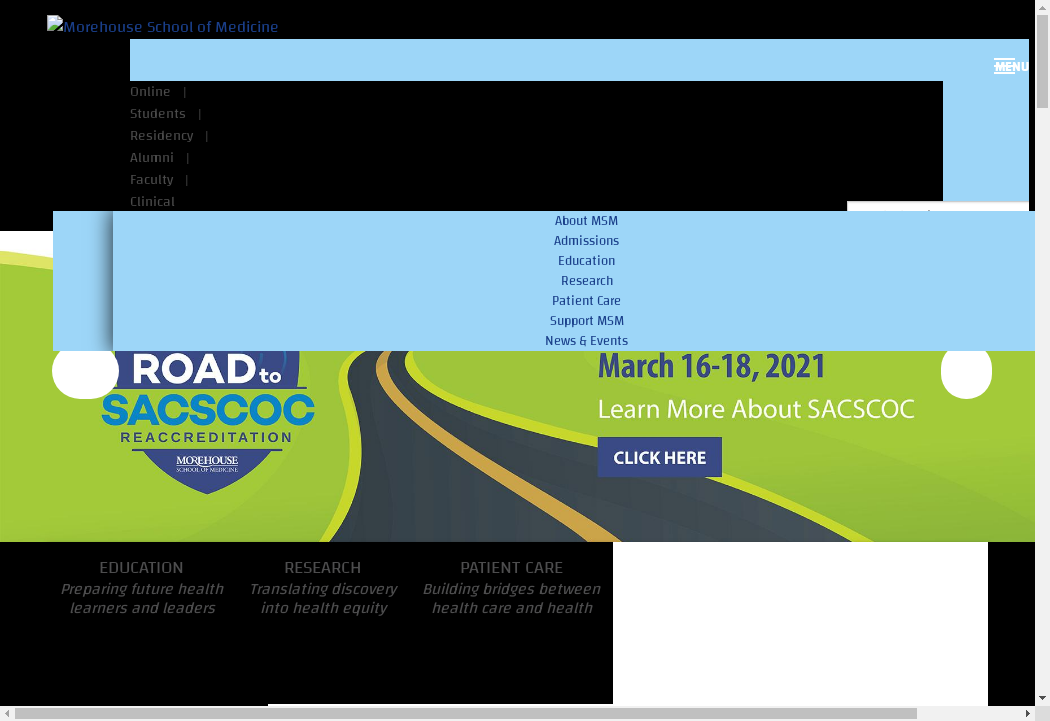 Morehouse School of Medicine
MENU
Online |
Students |
Residency |
Alumni |
Faculty |
Clinical
About MSM
Admissions
Education
Research
Patient Care
Support MSM
News & Events
ROAD to
SACSCOC
REACCREDITATION
MOREHOUSE
SCHOOL OF MEDICINE
March 16-18, 2021
Learn More About SACSCOC
CLICK HERE
EDUCATION
Preparing future health
learners and leaders
RESEARCH
Translating discovery
into health equity
PATIENT CARE
Building bridges between
health care and health